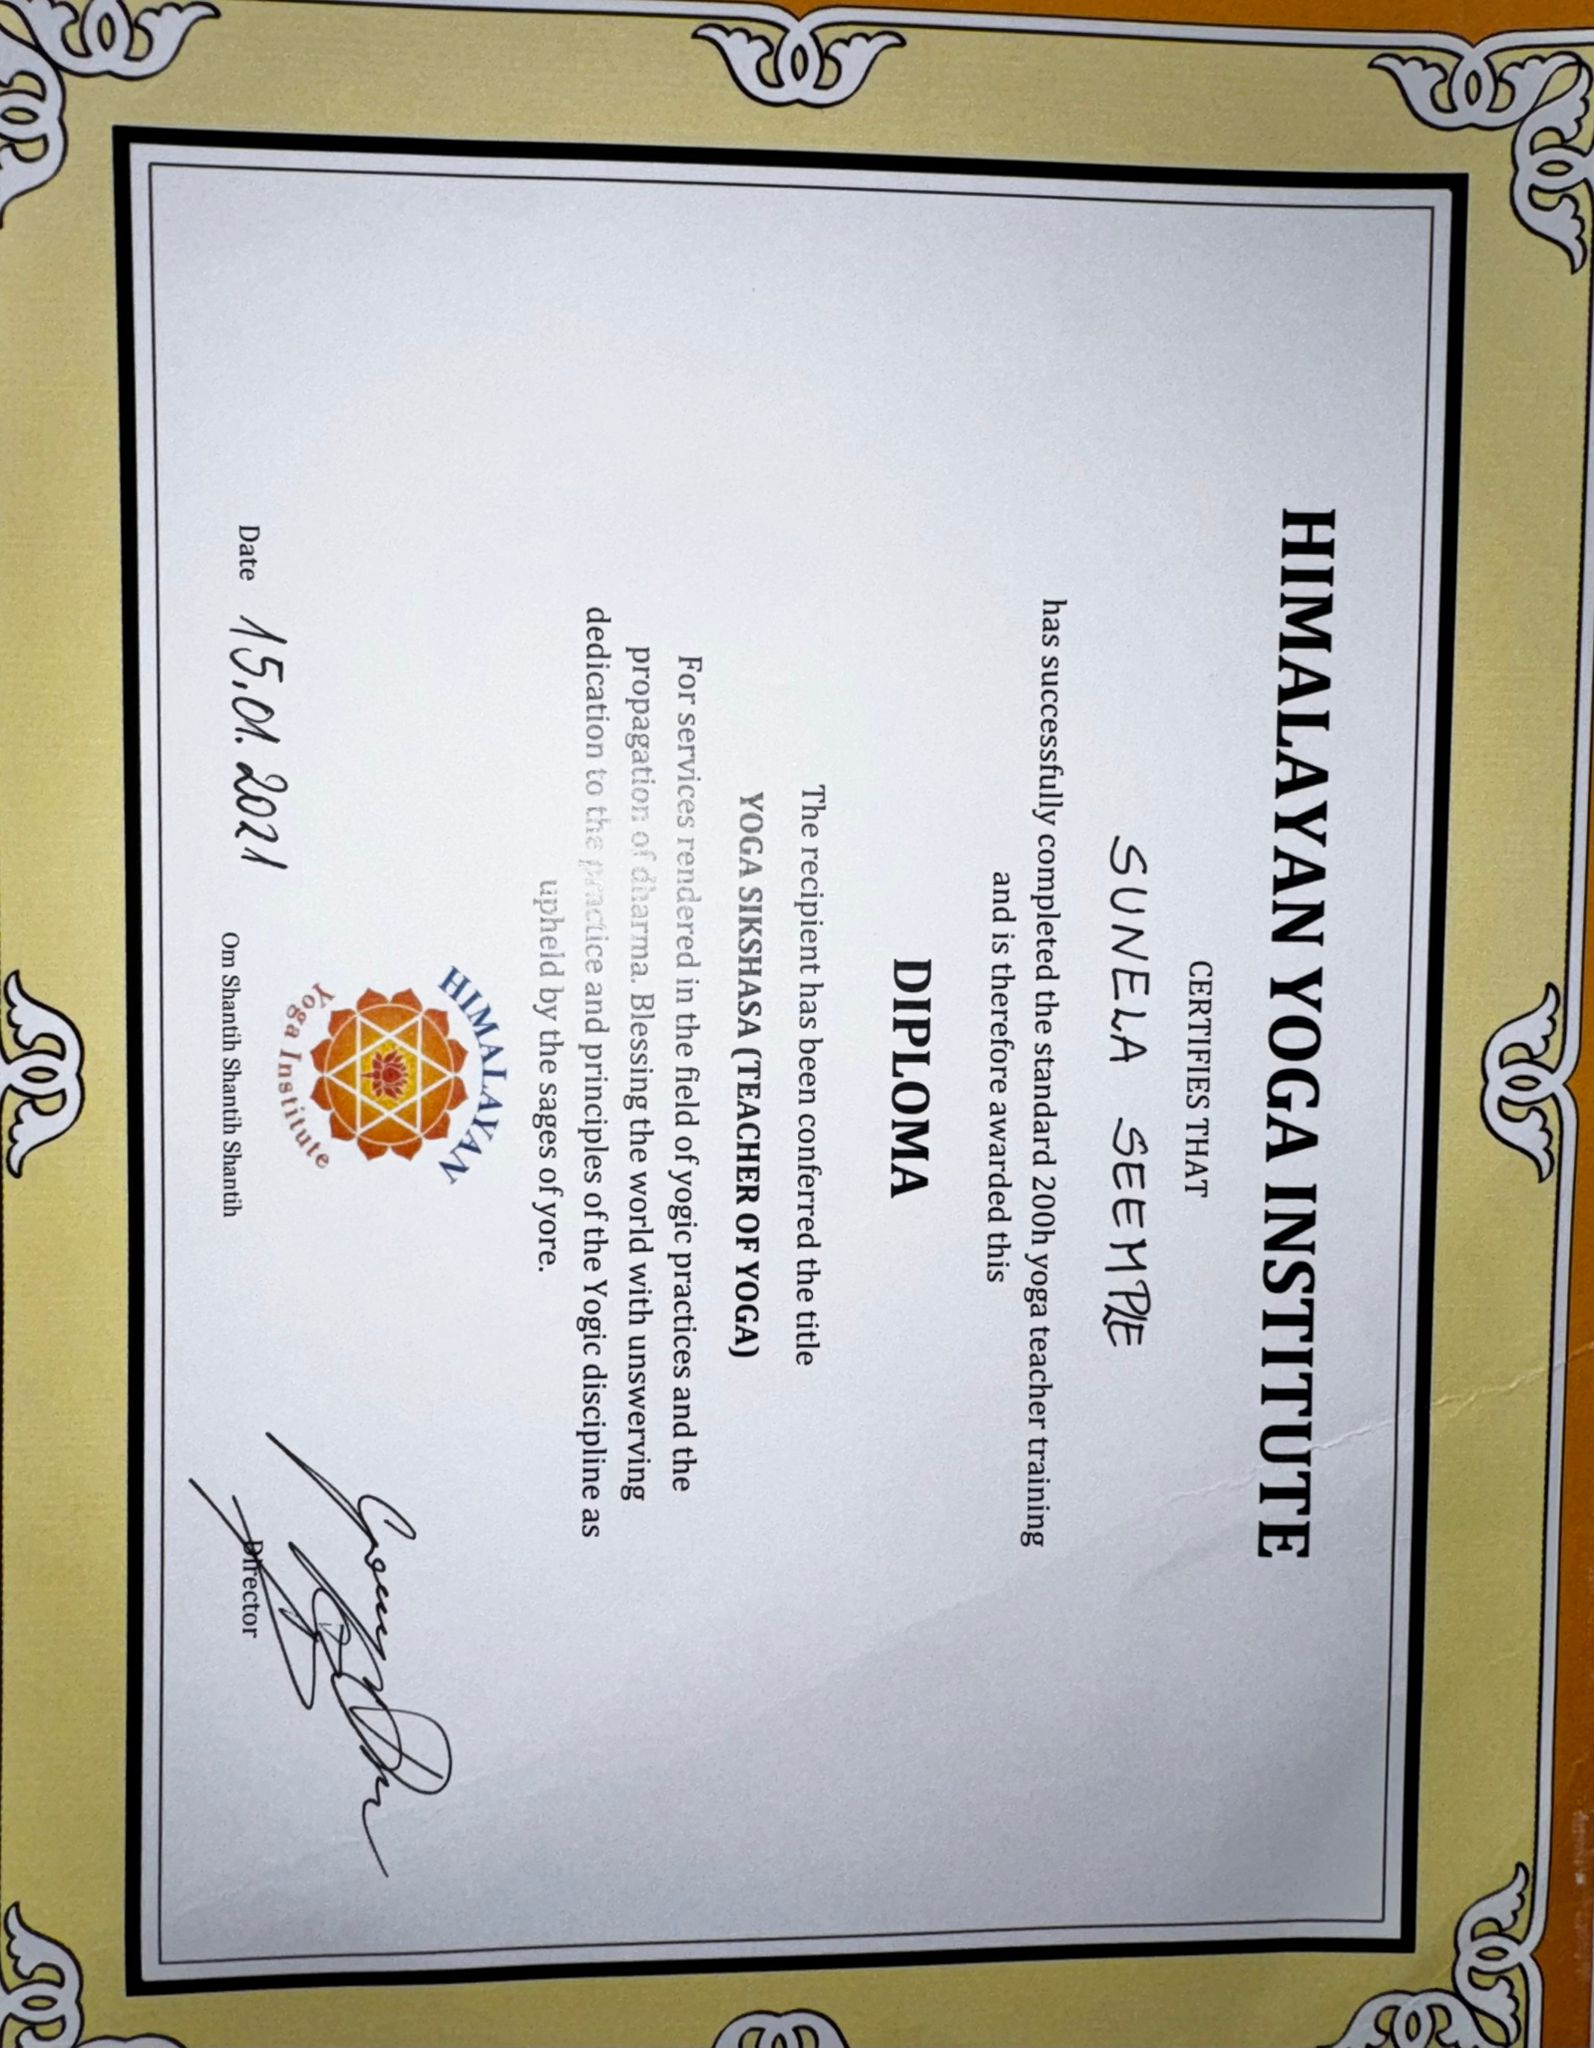 HIMALAYAN YOGA INSTITUTE
CERTIFIES THAT
SUNELA SEEMPLE
has successfully completed the standard 200h yoga teacher training
and is therefore awarded this
DIPLOMA
The recipient has been conferred the title
YOGA SIKSHASA (TEACHER OF YOGA)
For services rendered in the field of yogic practices and the
propagation of dharma. Blessing the world with unswerving
dedication to the practice and principles of the Yogic discipline as
upheld by the sages of yore.
HIMALAYAN
Yoga Institute
Date 15.01.2021
Om Shantih Shantih Shantih
Director